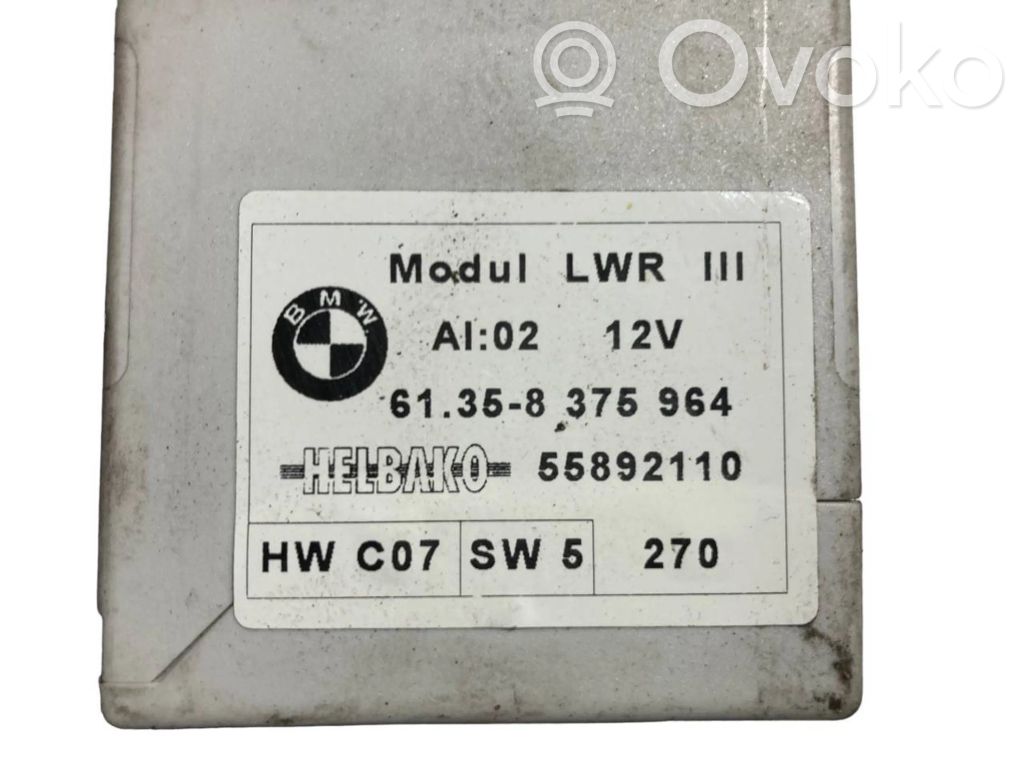 Ovoko
Modul LWR III
BMW
AI:02 12V
61.35-8 375 964
HELBAKO 55892110
HW C07 SW 5 270